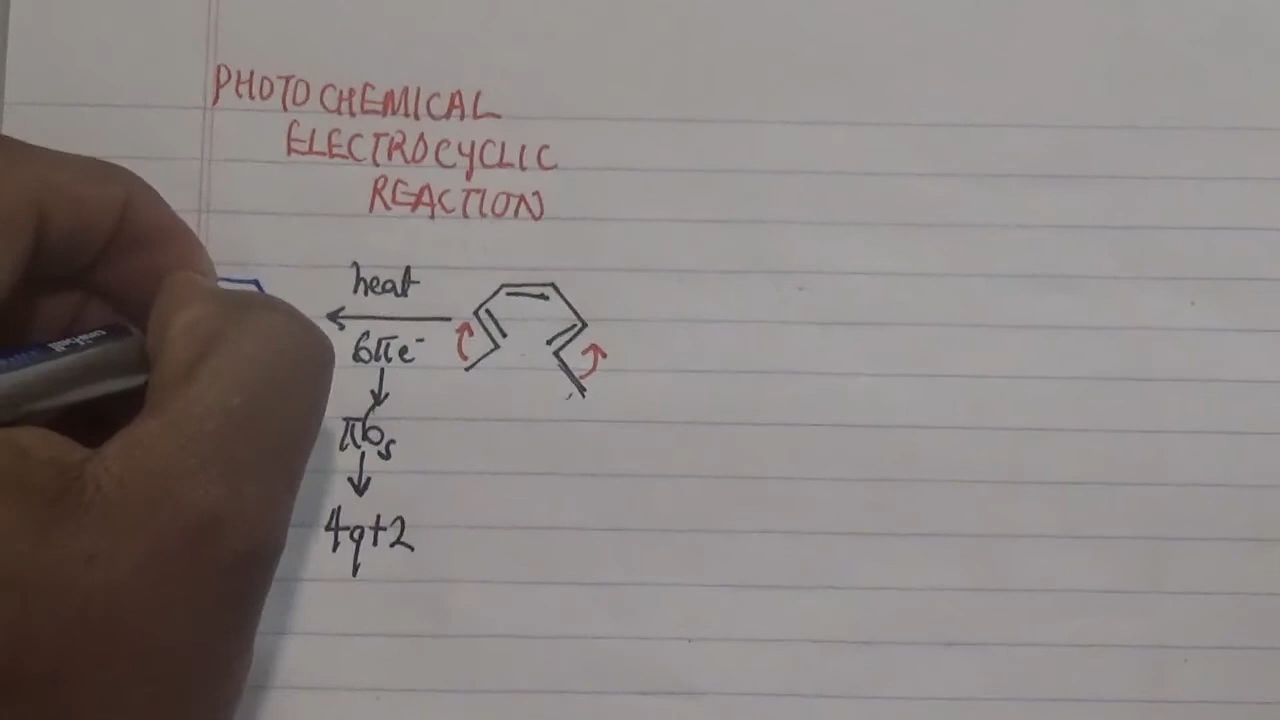 PHOTOCHEMICAL
ELECTROCYCLIC
REACTION
heat
6πe⁻
π6s
4q+2